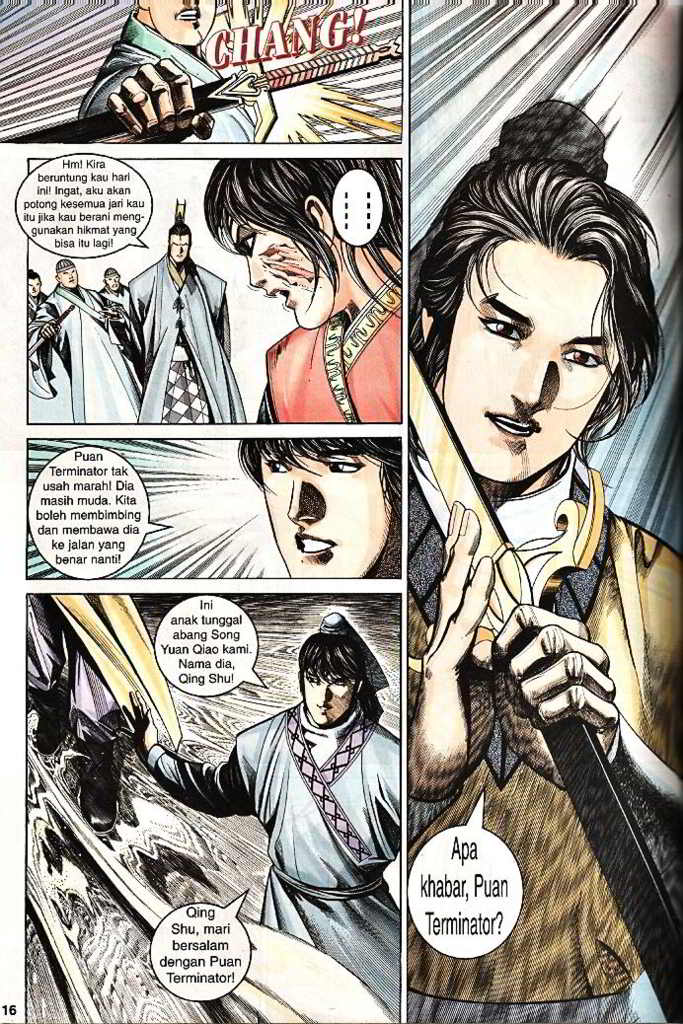 CHANG!
Hm! Kira
beruntung kau hari
ini! Ingat, aku akan
potong kesemua jari kau
itu jika kau berani meng-
gunakan hikmat yang
bisa itu lagi!
Puan
Terminator tak
usah marah! Dia
masih muda. Kita
boleh membimbing
dan membawa dia
ke jalan yang
benar nanti!
Ini
anak tunggal
abang Song
Yuan Qiao kami.
Nama dia,
Qing Shu!
Qing
Shu, mari
bersalam
dengan Puan
Terminator!
Apa
khabar, Puan
Terminator?
16